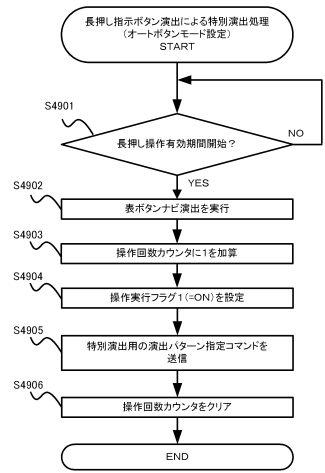 長押し指示ボタン演出による特別演出処理
(オートボタンモード設定)
START
S4901
長押し操作有効期間開始？
NO
YES
S4902
表ボタンナビ演出を実行
S4903
操作回数カウンタに1を加算
S4904
操作実行フラグ1(=ON)を設定
S4905
特別演出用の演出パターン指定コマンドを
送信
S4906
操作回数カウンタをクリア
END